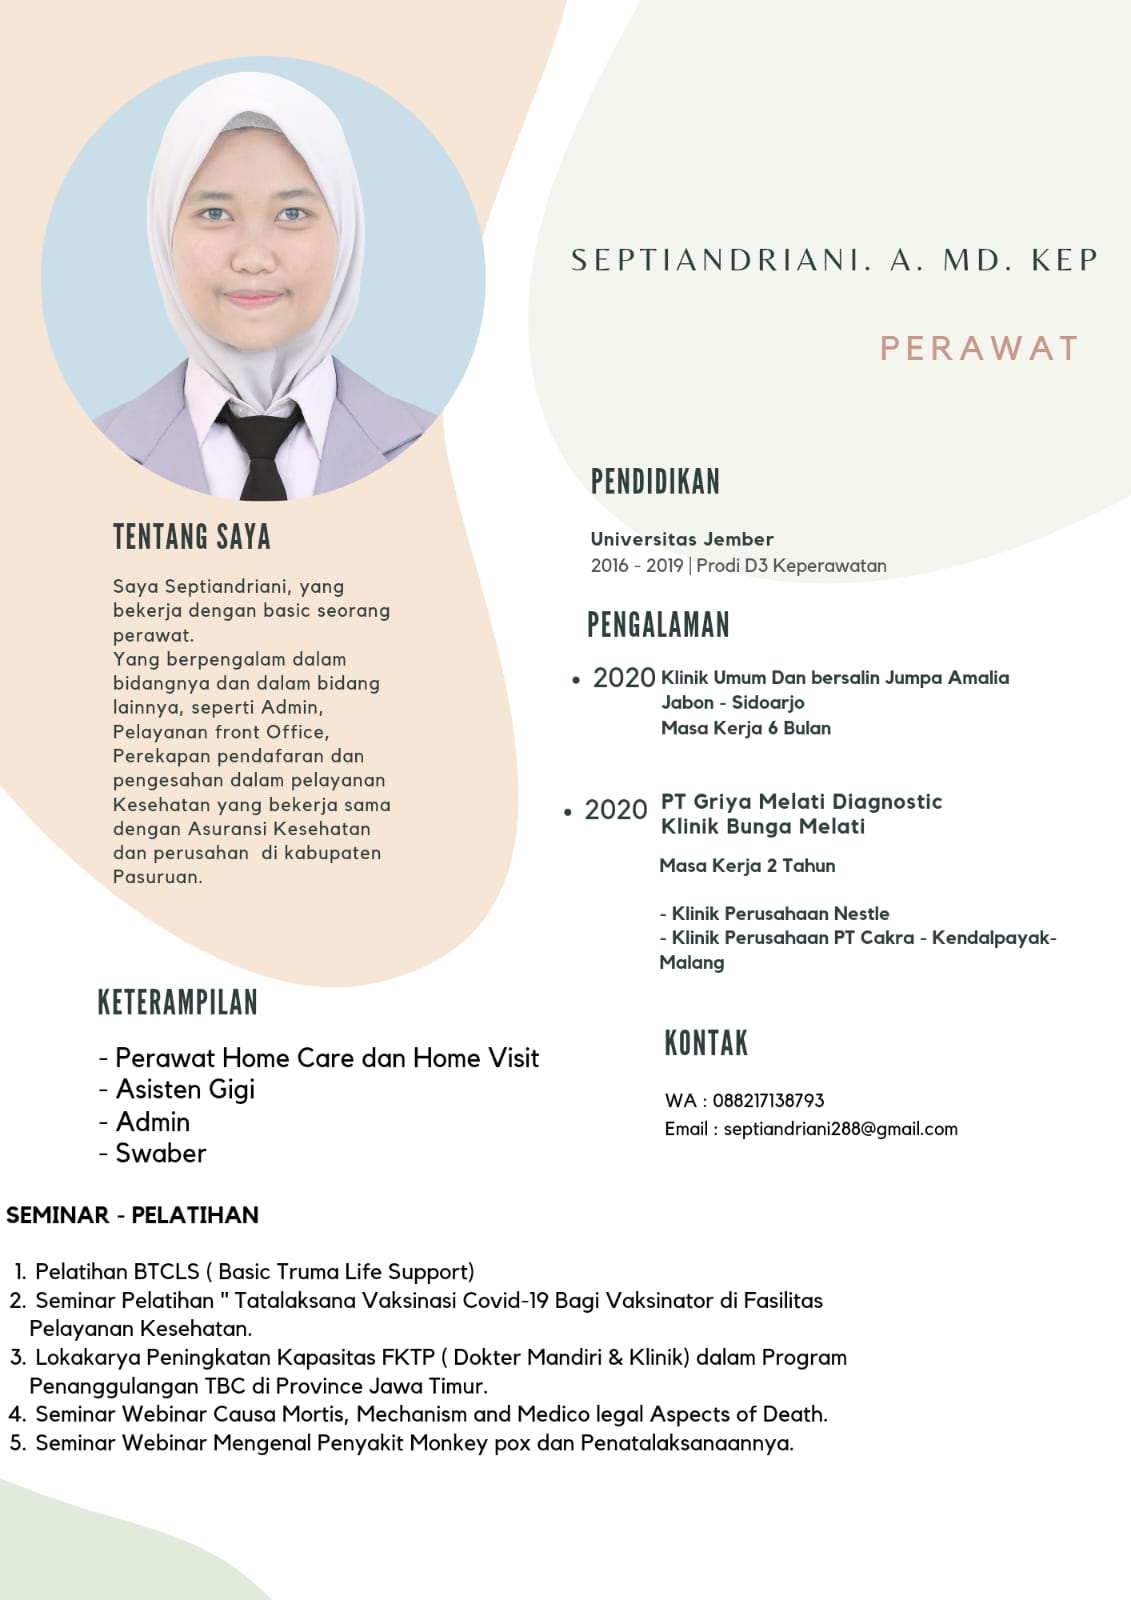 SEPTIANDRIANI. A. MD. KEP
PERAWAT
TENTANG SAYA
Saya Septiandriani, yang
bekerja dengan basic seorang
perawat.
Yang berpengalam dalam
bidangnya dan dalam bidang
lainnya, seperti Admin,
Pelayanan front Office,
Perekapan pendafaran dan
pengesahan dalam pelayanan
Kesehatan yang bekerja sama
dengan Asuransi Kesehatan
dan perusahan di kabupaten
Pasuruan.
KETERAMPILAN
- Perawat Home Care dan Home Visit
- Asisten Gigi
- Admin
- Swaber
PENDIDIKAN
Universitas Jember
2016 - 2019 | Prodi D3 Keperawatan
PENGALAMAN
• 2020 Klinik Umum Dan bersalin Jumpa Amalia
Jabon - Sidoarjo
Masa Kerja 6 Bulan
• 2020 PT Griya Melati Diagnostic
Klinik Bunga Melati
Masa Kerja 2 Tahun
- Klinik Perusahaan Nestle
- Klinik Perusahaan PT Cakra - Kendalpayak-
Malang
KONTAK
WA : 088217138793
Email : septiandriani288@gmail.com
SEMINAR - PELATIHAN
1. Pelatihan BTCLS ( Basic Truma Life Support)
2. Seminar Pelatihan " Tatalaksana Vaksinasi Covid-19 Bagi Vaksinator di Fasilitas
Pelayanan Kesehatan.
3. Lokakarya Peningkatan Kapasitas FKTP ( Dokter Mandiri & Klinik) dalam Program
Penanggulangan TBC di Province Jawa Timur.
4. Seminar Webinar Causa Mortis, Mechanism and Medico legal Aspects of Death.
5. Seminar Webinar Mengenal Penyakit Monkey pox dan Penatalaksanaannya.